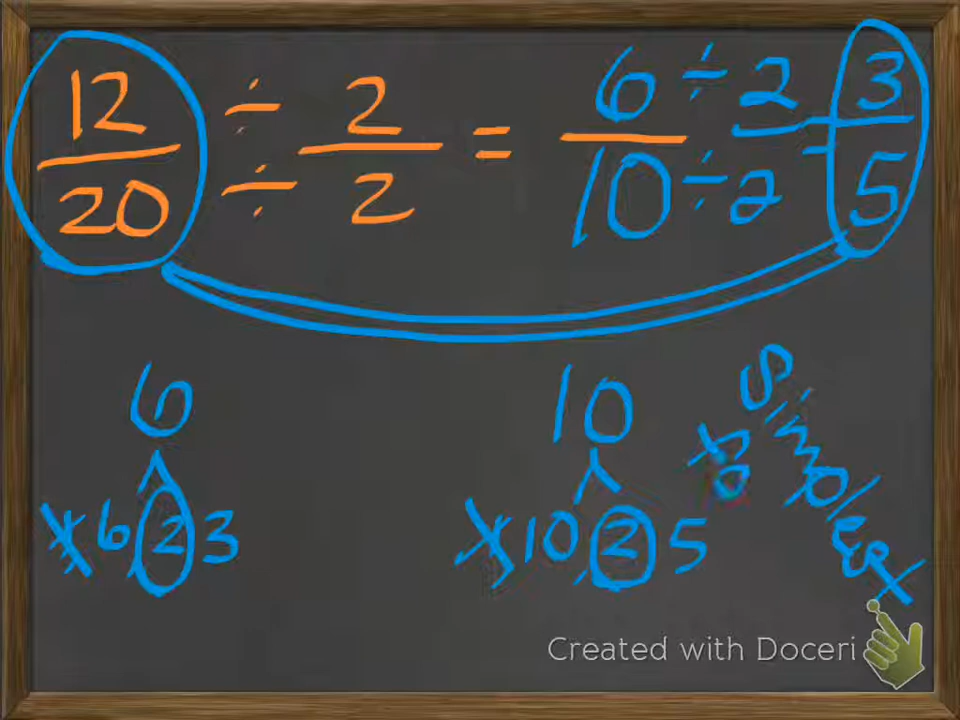 12/20 ÷/÷ 2/2 = 6/10 ÷ 2/÷ 2 = 3/5
6
10
1 6, 2 3
1 10, 2 5
Simplest
Created with Doceri